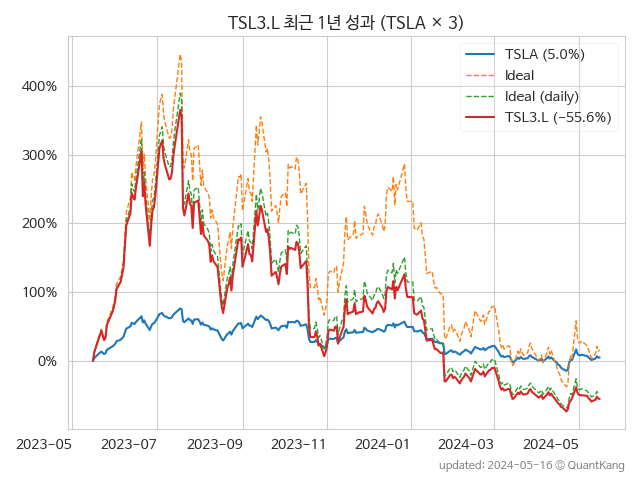 TSL3.L 최근 1년 성과 (TSLA × 3)
TSLA (5.0%)
Ideal
Ideal (daily)
TSL3.L (−55.6%)
400%
300%
200%
100%
0%
2023-05 2023-07 2023-09 2023-11 2024-01 2024-03 2024-05
updated: 2024-05-16 ⓒ QuantKang